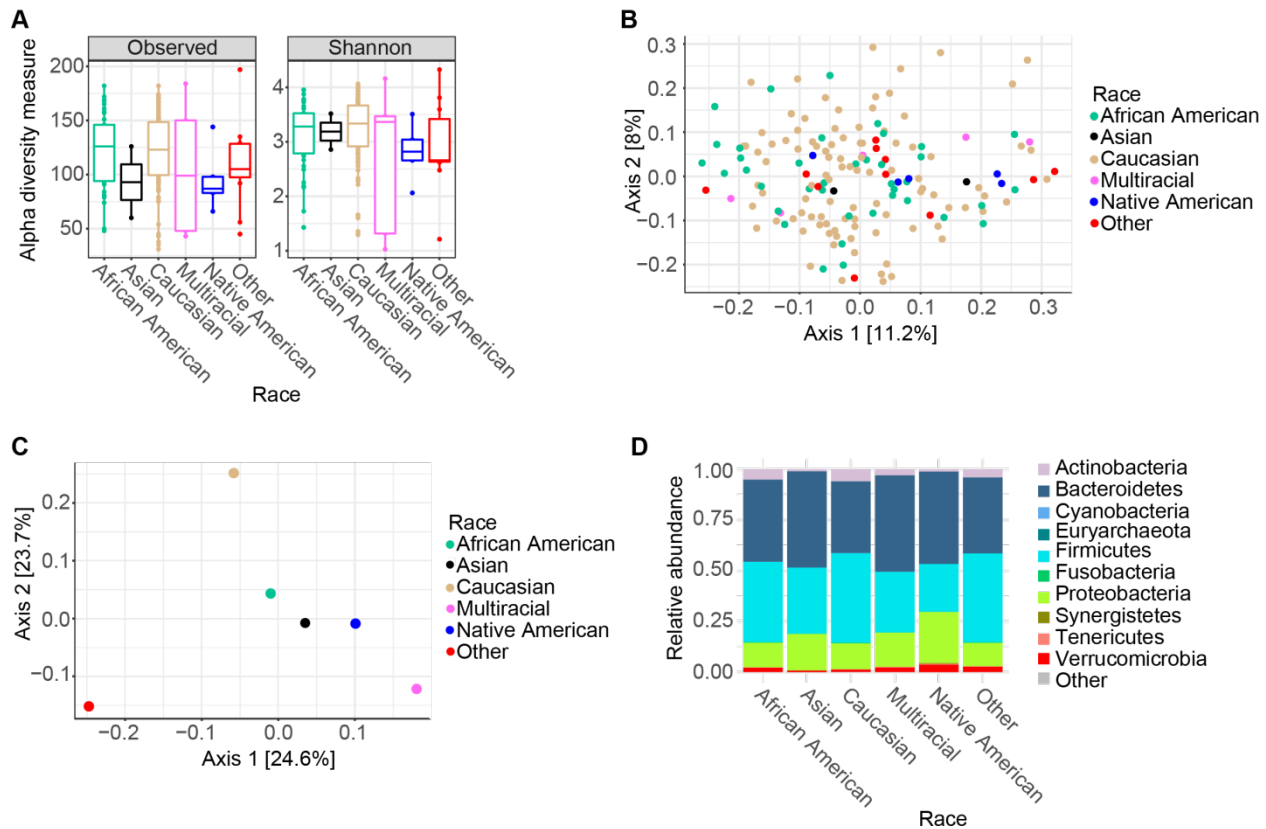 A
Observed
Shannon
Alpha diversity measure
200
150
100
50
4
3
2
1
African American
Asian
Caucasian
Multiracial
Native American
Other
African American
Asian
Caucasian
Multiracial
Native American
Other
Race
B
Axis 2 [8%]
0.3
0.2
0.1
0.0
−0.1
−0.2
−0.2
−0.1
0.0
0.1
0.2
0.3
Axis 1 [11.2%]
Race
African American
Asian
Caucasian
Multiracial
Native American
Other
C
Axis 2 [23.7%]
0.2
0.1
0.0
−0.1
−0.2
−0.1
0.0
0.1
Axis 1 [24.6%]
Race
African American
Asian
Caucasian
Multiracial
Native American
Other
D
Relative abundance
1.00
0.75
0.50
0.25
0.00
African American
Asian
Caucasian
Multiracial
Native American
Other
Race
Actinobacteria
Bacteroidetes
Cyanobacteria
Euryarchaeota
Firmicutes
Fusobacteria
Proteobacteria
Synergistetes
Tenericutes
Verrucomicrobia
Other